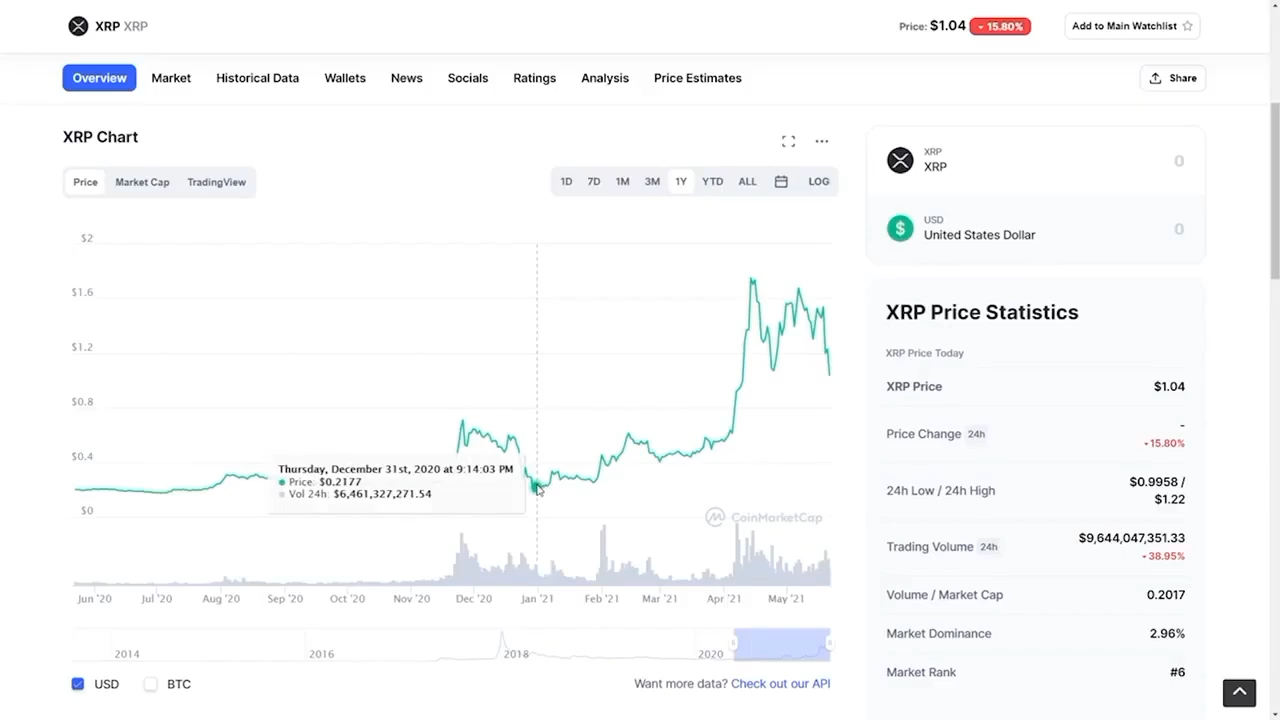 XRP XRP
Price: $1.04 15.80%
Add to Main Watchlist
Overview Market Historical Data Wallets News Socials Ratings Analysis Price Estimates
Share
XRP Chart
Price Market Cap TradingView
1D 7D 1M 3M 1Y YTD ALL LOG
$2
$1.6
$1.2
$0.8
$0.4
$0
Thursday, December 31st, 2020 at 9:14:03 PM
Price: $0.2177
Vol 24h: $6,461,327,271.54
CoinMarketCap
Jun '20 Jul '20 Aug '20 Sep '20 Oct '20 Nov '20 Dec '20 Jan '21 Feb '21 Mar '21 Apr '21 May '21
2014 2016 2018 2020
USD BTC
Want more data? Check out our API
XRP
XRP 0
USD
United States Dollar 0
XRP Price Statistics
XRP Price Today
XRP Price $1.04
Price Change 24h -
15.80%
24h Low / 24h High $0.9958 /
$1.22
Trading Volume 24h $9,644,047,351.33
38.95%
Volume / Market Cap 0.2017
Market Dominance 2.96%
Market Rank #6